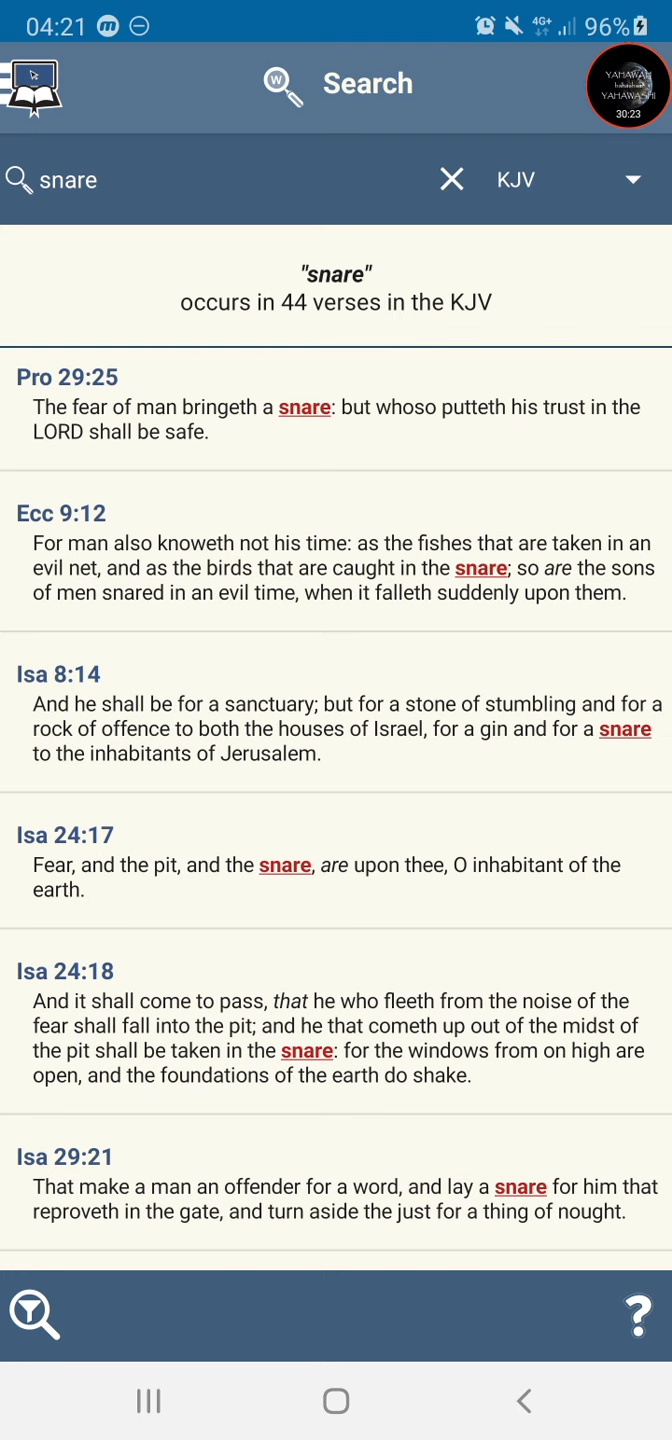 04:21
4G+ 96%
W
Search
YAHAWAH
bahasham
YAHAWASHI
30:23
snare
KJV
"snare"
occurs in 44 verses in the KJV
Pro 29:25
The fear of man bringeth a snare: but whoso putteth his trust in the
LORD shall be safe.
Ecc 9:12
For man also knoweth not his time: as the fishes that are taken in an
evil net, and as the birds that are caught in the snare; so are the sons
of men snared in an evil time, when it falleth suddenly upon them.
Isa 8:14
And he shall be for a sanctuary; but for a stone of stumbling and for a
rock of offence to both the houses of Israel, for a gin and for a snare
to the inhabitants of Jerusalem.
Isa 24:17
Fear, and the pit, and the snare, are upon thee, O inhabitant of the
earth.
Isa 24:18
And it shall come to pass, that he who fleeth from the noise of the
fear shall fall into the pit; and he that cometh up out of the midst of
the pit shall be taken in the snare: for the windows from on high are
open, and the foundations of the earth do shake.
Isa 29:21
That make a man an offender for a word, and lay a snare for him that
reproveth in the gate, and turn aside the just for a thing of nought.
?